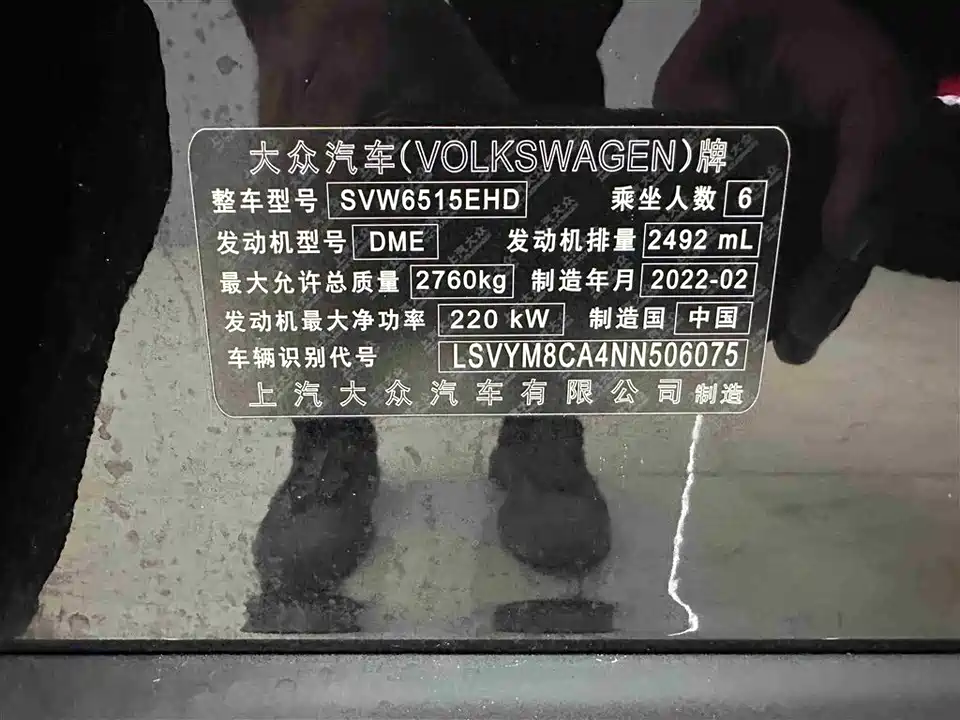 大众汽车(VOLKSWAGEN)牌
整车型号 SVW6515EHD 乘坐人数 6
发动机型号 DME 发动机排量 2492 mL
最大允许总质量 2760kg 制造年月 2022-02
发动机最大净功率 220 kW 制造国 中国
车辆识别代号 LSVYM8CA4NN506075
上汽大众汽车有限公司 制造